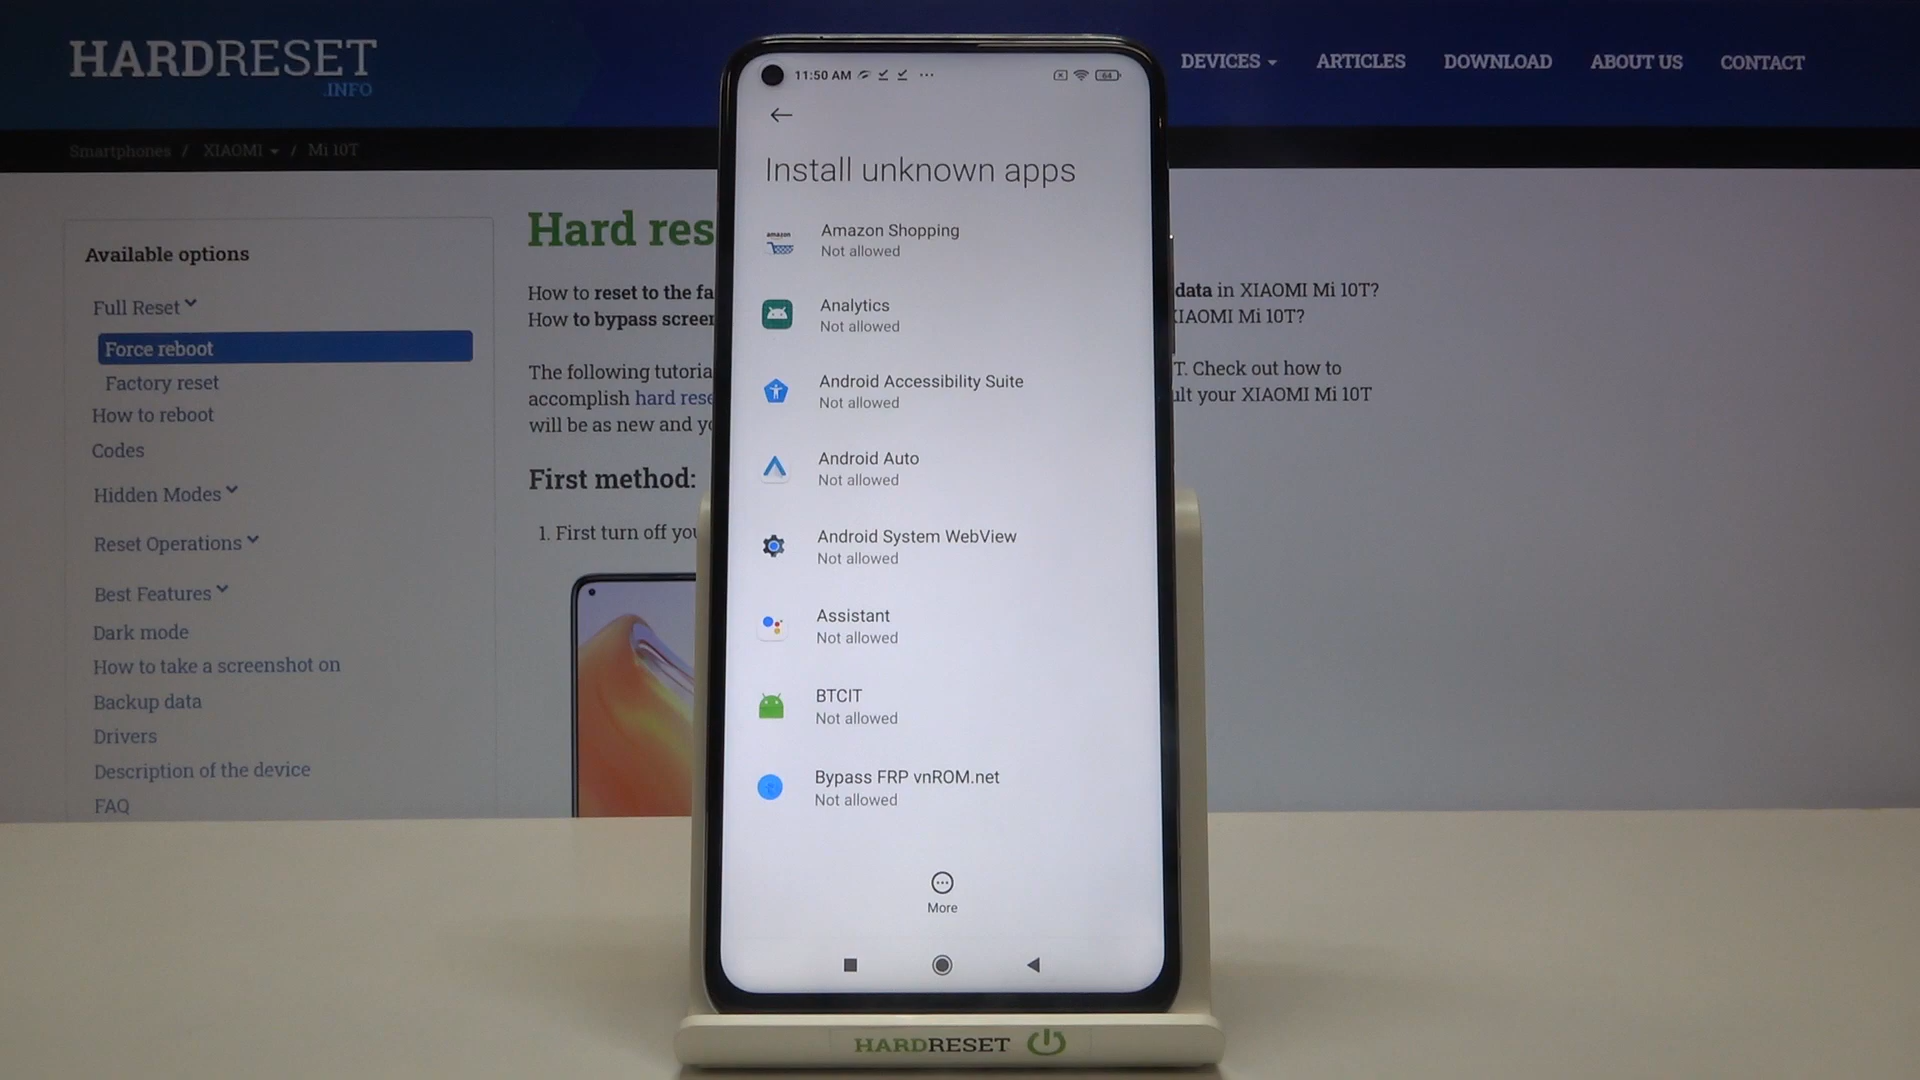 HARDRESET
.INFO
DEVICES
ARTICLES
DOWNLOAD
ABOUT US
CONTACT
Smartphones / XIAOMI / Mi 10T
Available options
Full Reset
Force reboot
Factory reset
How to reboot
Codes
Hidden Modes
Reset Operations
Best Features
Dark mode
How to take a screenshot on
Backup data
Drivers
Description of the device
FAQ
Hard res
How to reset to the fa
data in XIAOMI Mi 10T?
How to bypass screen
XIAOMI Mi 10T?
The following tutoria
T. Check out how to
accomplish hard rese
ult your XIAOMI Mi 10T
will be as new and yo
First method:
1. First turn off you
11:50 AM
64
Install unknown apps
amazon
Amazon Shopping
Not allowed
Analytics
Not allowed
Android Accessibility Suite
Not allowed
Android Auto
Not allowed
Android System WebView
Not allowed
Assistant
Not allowed
BTCIT
Not allowed
Bypass FRP vnROM.net
Not allowed
More
HARDRESET